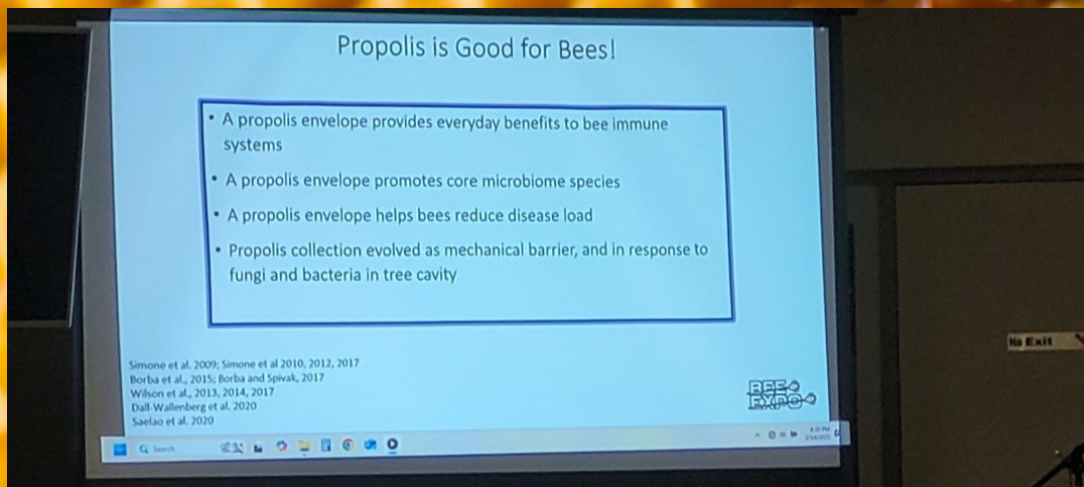 Propolis is Good for Bees!
• A propolis envelope provides everyday benefits to bee immune
systems
• A propolis envelope promotes core microbiome species
• A propolis envelope helps bees reduce disease load
• Propolis collection evolved as mechanical barrier, and in response to
fungi and bacteria in tree cavity
Simone et al. 2009; Simone et al 2010, 2012, 2017
Borba et al., 2015; Borba and Spivak, 2017
Wilson et al., 2013, 2014, 2017
Dall-Wallenberg et al. 2020
Saelao et al. 2020
BEE
EXPO
No Exit
Search